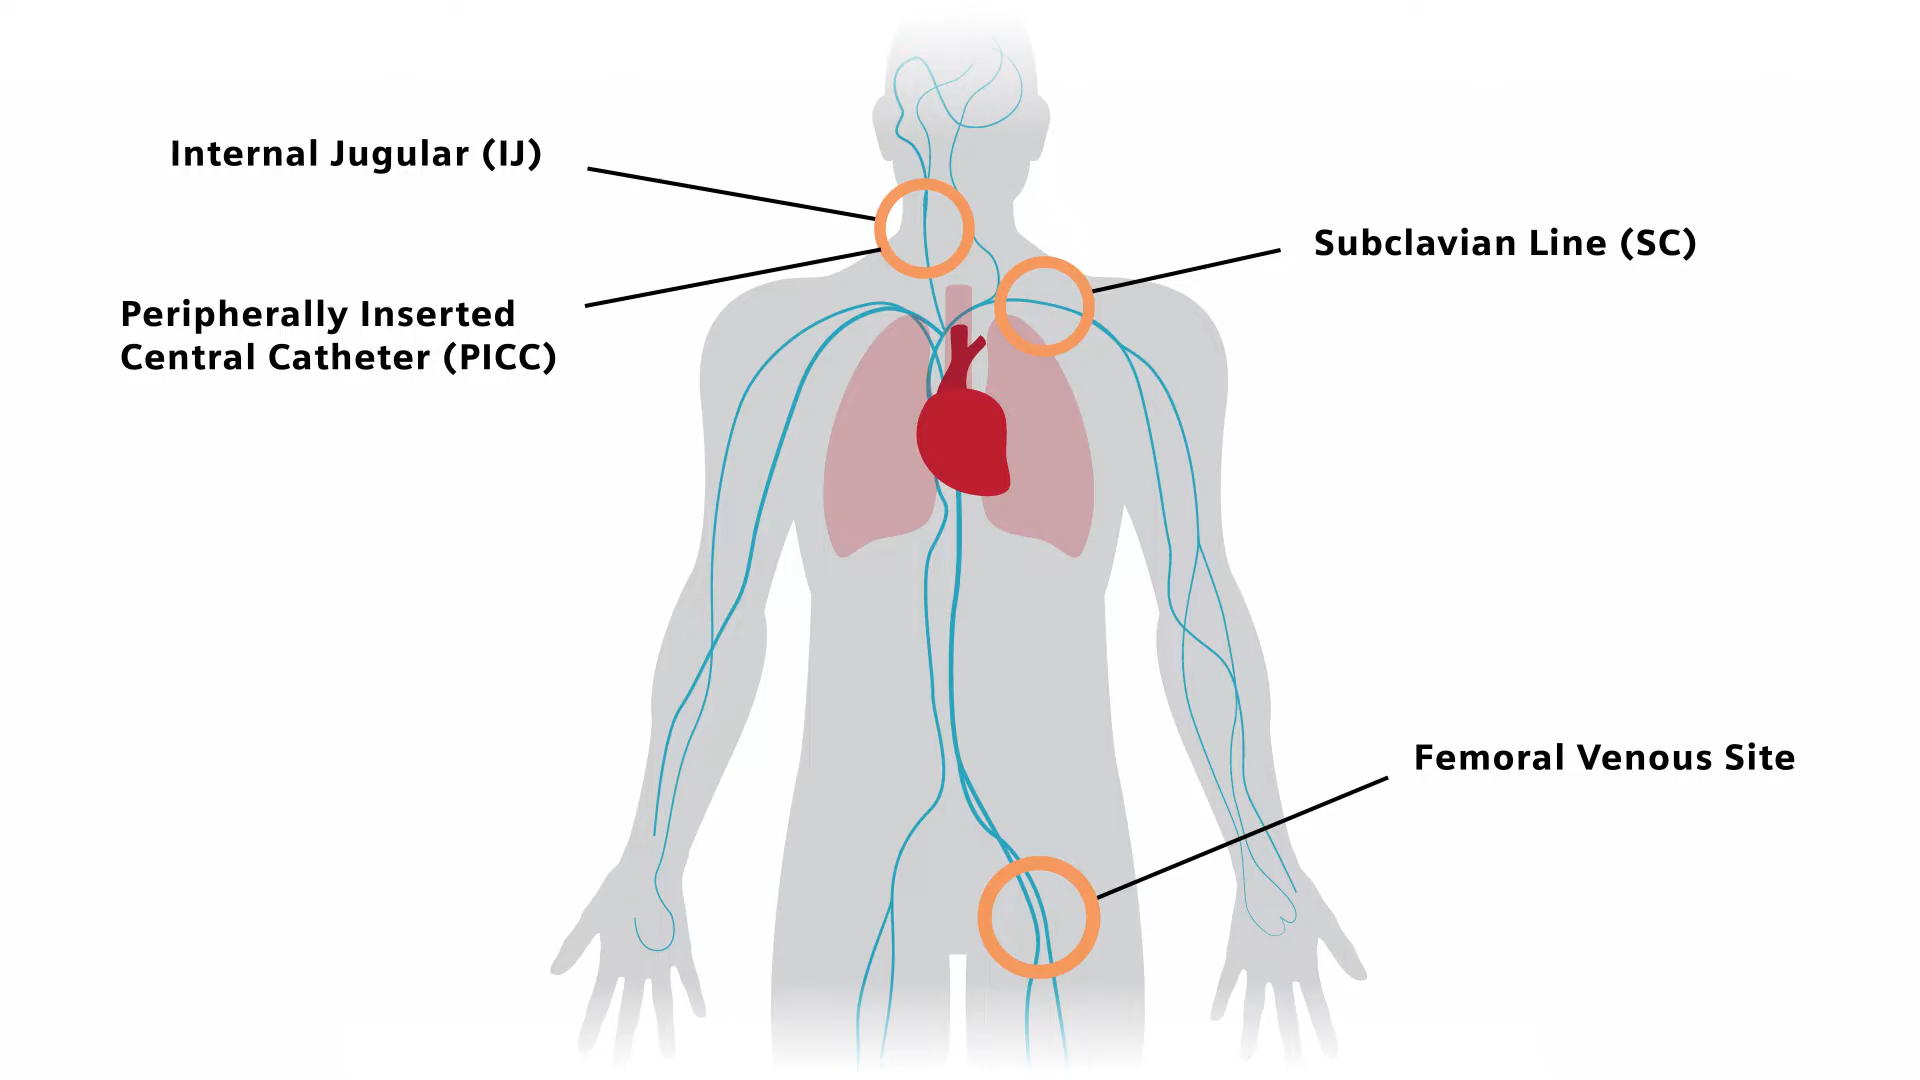 Internal Jugular (IJ)
Subclavian Line (SC)
Peripherally Inserted
Central Catheter (PICC)
Femoral Venous Site